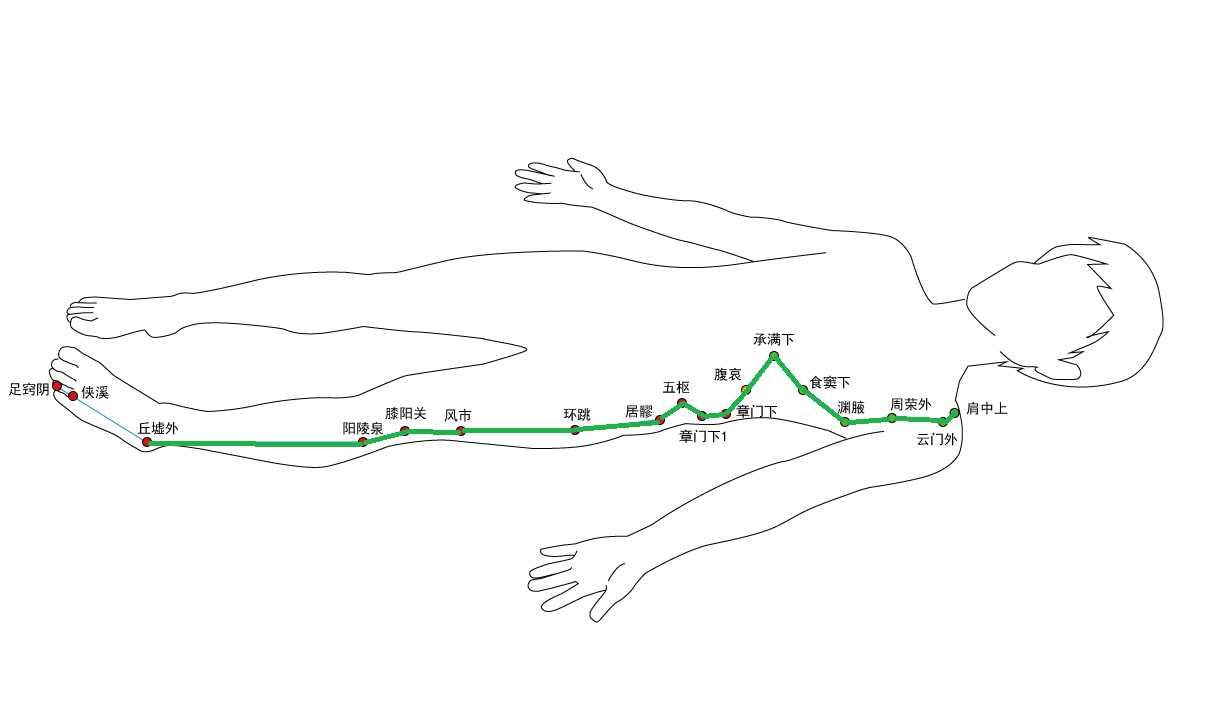 承满下
腹哀
食窦下
五枢
足窍阴
侠溪
丘墟外
阳陵泉
膝阳关
风市
环跳
居髎
章门下
章门下1
渊腋
周荣外
云门外
肩中上